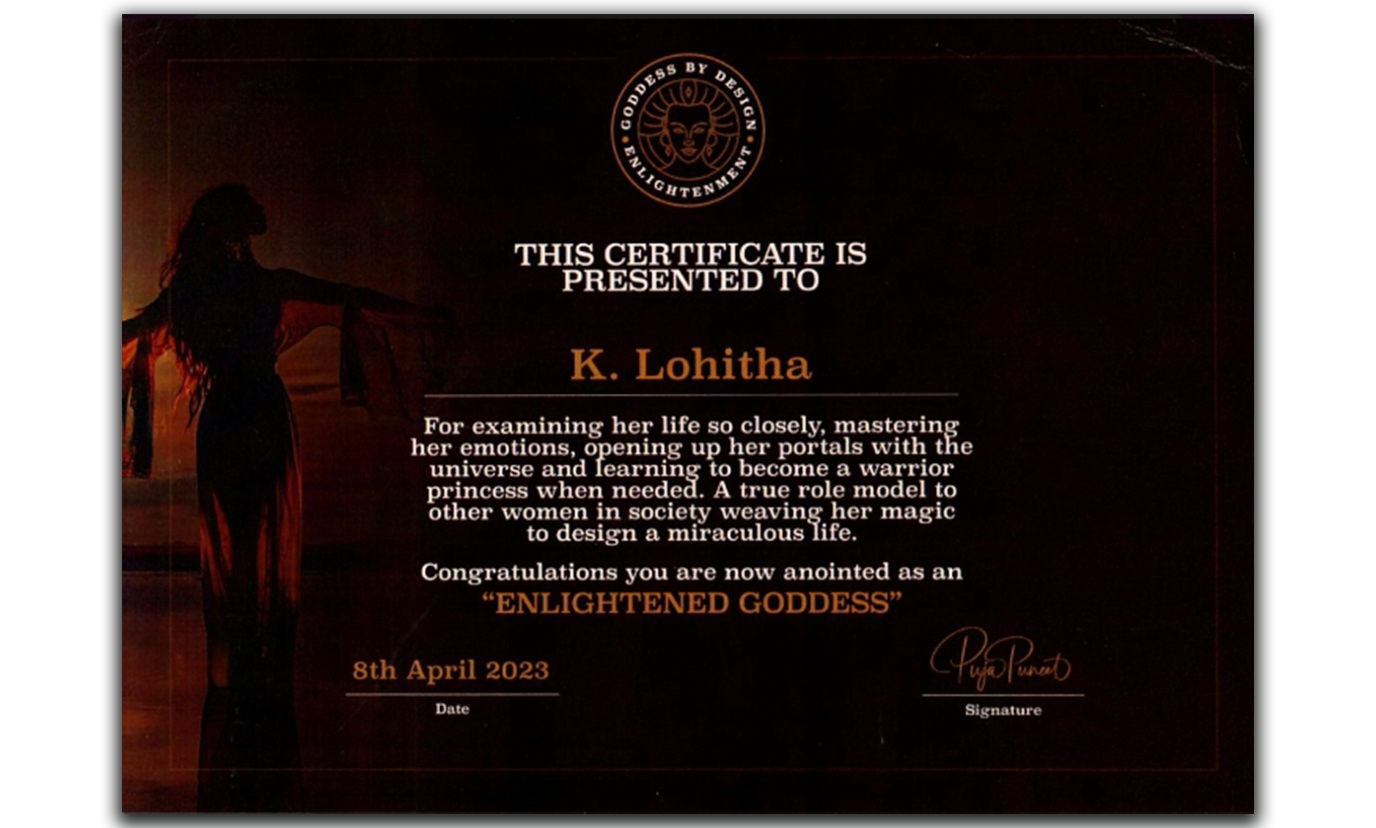 GODDESS BY DESIGN
ENLIGHTENMENT
THIS CERTIFICATE IS
PRESENTED TO
K. Lohitha
For examining her life so closely, mastering
her emotions, opening up her portals with the
universe and learning to become a warrior
princess when needed. A true role model to
other women in society weaving her magic
to design a miraculous life.
Congratulations you are now anointed as an
“ENLIGHTENED GODDESS”
8th April 2023
Date
Puja Puneet
Signature